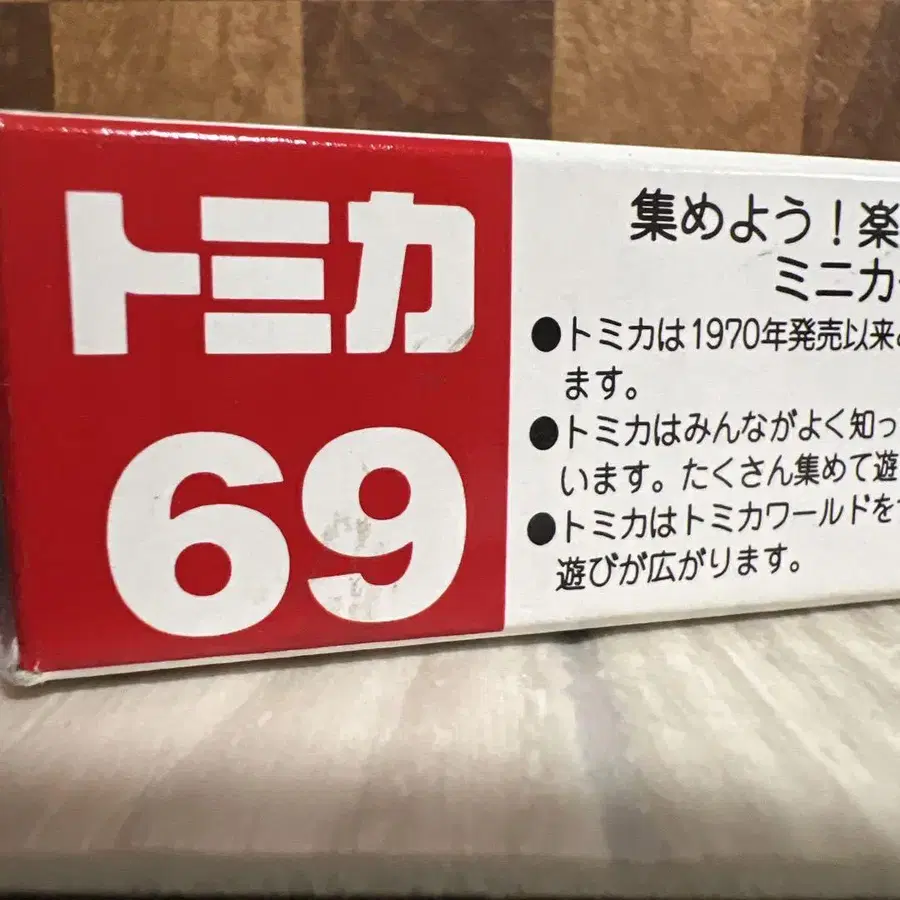 トミカ
69
集めよう！楽
ミニカ
●トミカは1970年発売以来
ます。
●トミカはみんながよく知っ
います。たくさん集めて遊
●トミカはトミカワールドを
遊びが広がります。